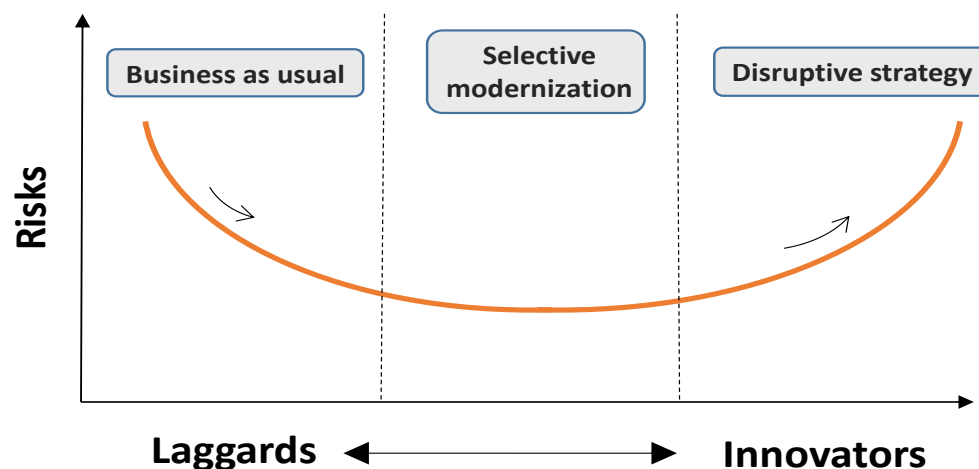 Business as usual
Selective
modernization
Disruptive strategy
Risks
Laggards
Innovators